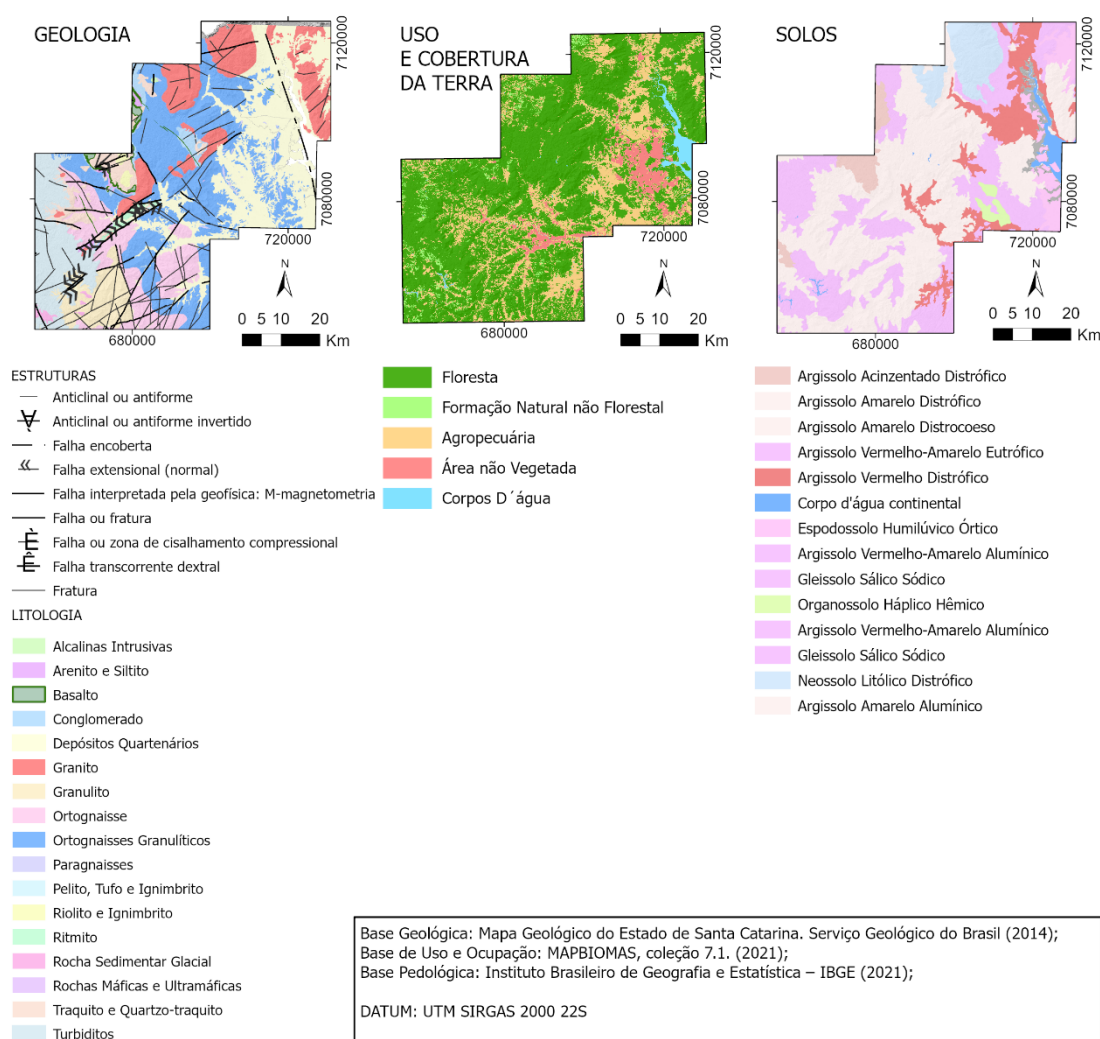 GEOLOGIA
7120000
7080000
720000
N
0 5 10 20
Km
680000
USO
E COBERTURA
DA TERRA
7120000
7080000
720000
N
0 5 10 20
Km
680000
SOLOS
7120000
7080000
720000
N
0 5 10 20
Km
680000
ESTRUTURAS
Anticlinal ou antiforme
Anticlinal ou antiforme invertido
Falha encoberta
Falha extensional (normal)
Falha interpretada pela geofísica: M-magnetometria
Falha ou fratura
Falha ou zona de cisalhamento compressional
Falha transcorrente dextral
Fratura
LITOLOGIA
Alcalinas Intrusivas
Arenito e Siltito
Basalto
Conglomerado
Depósitos Quartenários
Granito
Granulito
Ortognaisse
Ortognaisses Granulíticos
Paragnaisses
Pelito, Tufo e Ignimbrito
Riolito e Ignimbrito
Ritmito
Rocha Sedimentar Glacial
Rochas Máficas e Ultramáficas
Traquito e Quartzo-traquito
Turbiditos
Floresta
Formação Natural não Florestal
Agropecuária
Área não Vegetada
Corpos D´água
Argissolo Acinzentado Distrófico
Argissolo Amarelo Distrófico
Argissolo Amarelo Distrocoeso
Argissolo Vermelho-Amarelo Eutrófico
Argissolo Vermelho Distrófico
Corpo d'água continental
Espodossolo Humilúvico Órtico
Argissolo Vermelho-Amarelo Alumínico
Gleissolo Sálico Sódico
Organossolo Háplico Hêmico
Argissolo Vermelho-Amarelo Alumínico
Gleissolo Sálico Sódico
Neossolo Litólico Distrófico
Argissolo Amarelo Alumínico
Base Geológica: Mapa Geológico do Estado de Santa Catarina. Serviço Geológico do Brasil (2014);
Base de Uso e Ocupação: MAPBIOMAS, coleção 7.1. (2021);
Base Pedológica: Instituto Brasileiro de Geografia e Estatística – IBGE (2021);
DATUM: UTM SIRGAS 2000 22S